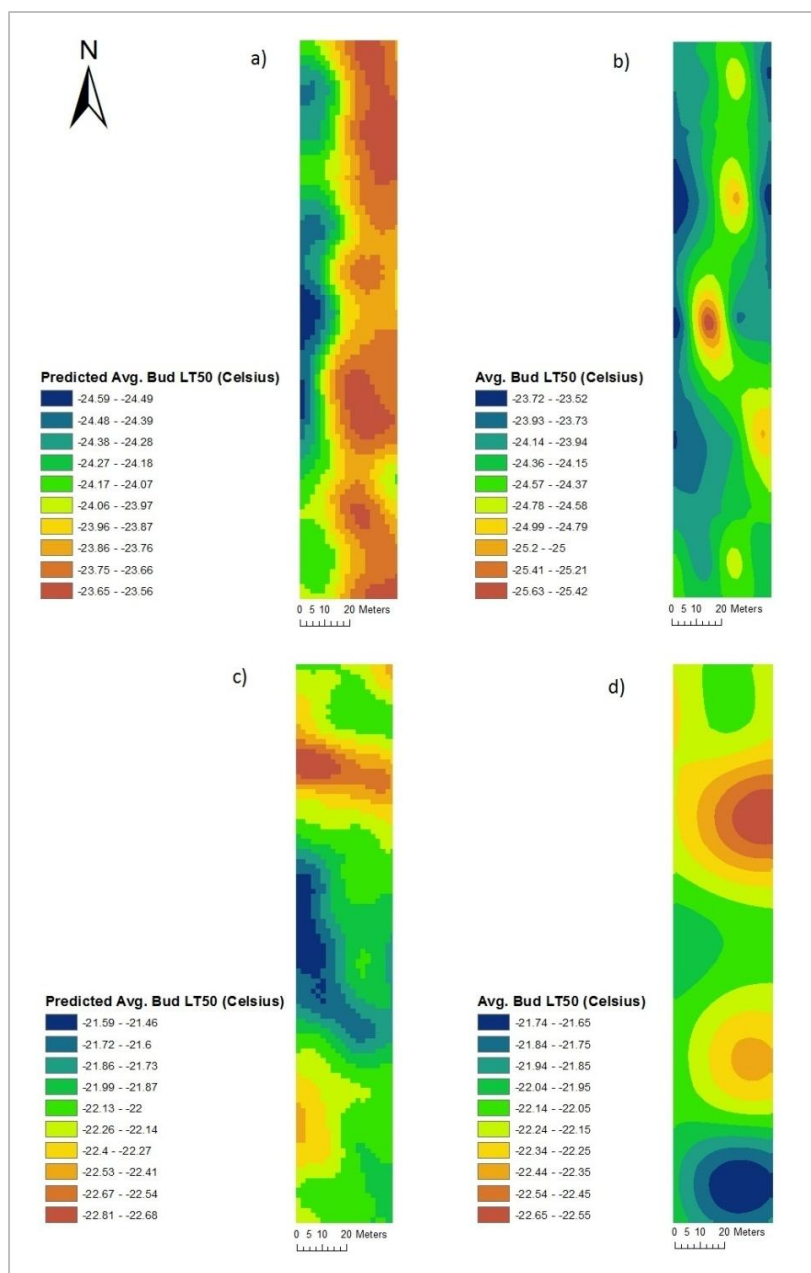 N
a)
b)
Predicted Avg. Bud LT50 (Celsius)
-24.59 - -24.49
-24.48 - -24.39
-24.38 - -24.28
-24.27 - -24.18
-24.17 - -24.07
-24.06 - -23.97
-23.96 - -23.87
-23.86 - -23.76
-23.75 - -23.66
-23.65 - -23.56
0 5 10 20 Meters
Avg. Bud LT50 (Celsius)
-23.72 - -23.52
-23.93 - -23.73
-24.14 - -23.94
-24.36 - -24.15
-24.57 - -24.37
-24.78 - -24.58
-24.99 - -24.79
-25.2 - -25
-25.41 - -25.21
-25.63 - -25.42
0 5 10 20 Meters
c)
d)
Predicted Avg. Bud LT50 (Celsius)
-21.59 - -21.46
-21.72 - -21.6
-21.86 - -21.73
-21.99 - -21.87
-22.13 - -22
-22.26 - -22.14
-22.4 - -22.27
-22.53 - -22.41
-22.67 - -22.54
-22.81 - -22.68
0 5 10 20 Meters
Avg. Bud LT50 (Celsius)
-21.74 - -21.65
-21.84 - -21.75
-21.94 - -21.85
-22.04 - -21.95
-22.14 - -22.05
-22.24 - -22.15
-22.34 - -22.25
-22.44 - -22.35
-22.54 - -22.45
-22.65 - -22.55
0 5 10 20 Meters